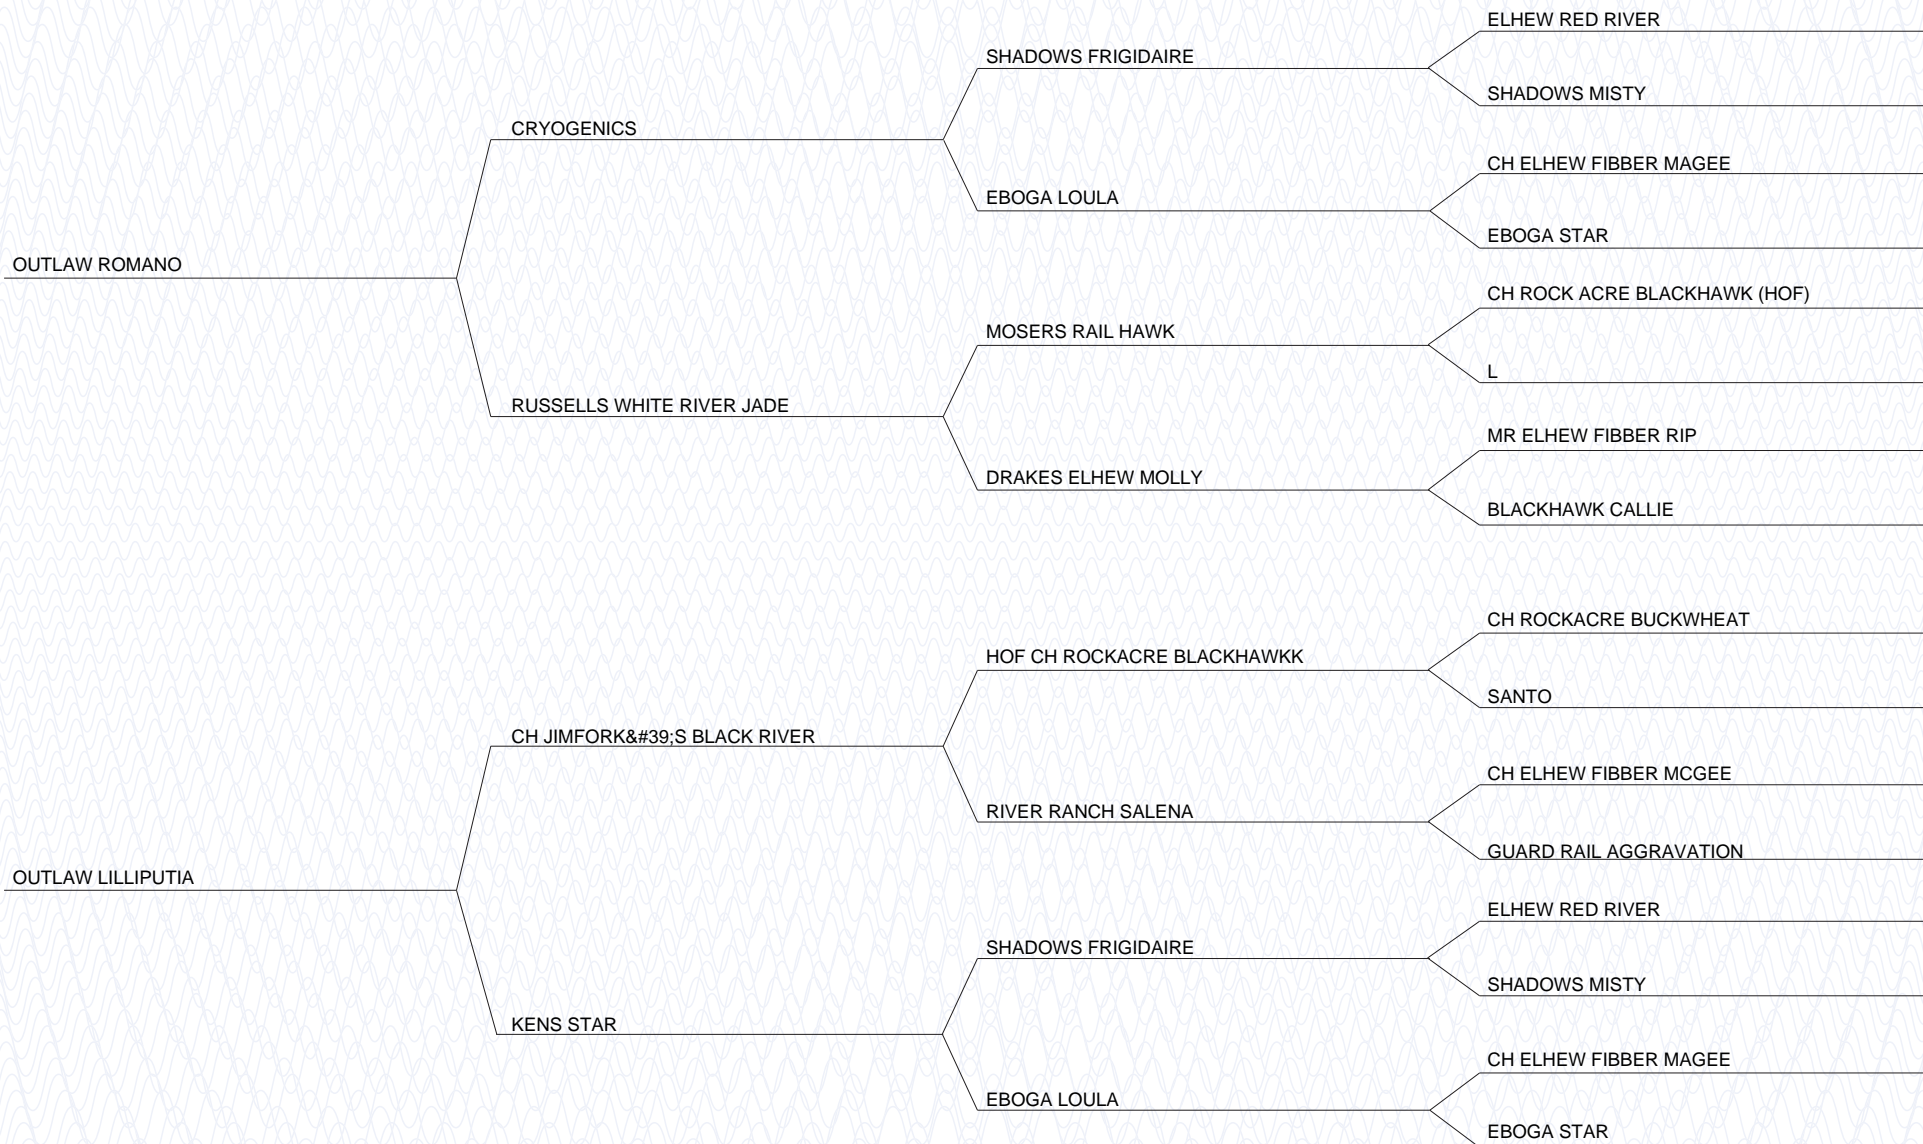 ELHEW RED RIVER
SHADOWS FRIGIDAIRE
SHADOWS MISTY
CRYOGENICS
CH ELHEW FIBBER MAGEE
EBOGA LOULA
EBOGA STAR
OUTLAW ROMANO
CH ROCK ACRE BLACKHAWK (HOF)
MOSERS RAIL HAWK
L
RUSSELLS WHITE RIVER JADE
MR ELHEW FIBBER RIP
DRAKES ELHEW MOLLY
BLACKHAWK CALLIE
CH ROCKACRE BUCKWHEAT
HOF CH ROCKACRE BLACKHAWKK
SANTO
CH JIMFORK&#39;S BLACK RIVER
CH ELHEW FIBBER MCGEE
RIVER RANCH SALENA
GUARD RAIL AGGRAVATION
OUTLAW LILLIPUTIA
ELHEW RED RIVER
SHADOWS FRIGIDAIRE
SHADOWS MISTY
KENS STAR
CH ELHEW FIBBER MAGEE
EBOGA LOULA
EBOGA STAR